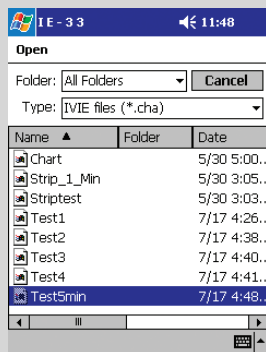 IE-33 11:48
Open
Folder: All Folders Cancel
Type: IVIE files (*.cha)
Name Folder Date
Chart 5/30 5:00..
Strip_1_Min 5/30 3:05..
Striptest 5/30 3:03..
Test1 7/17 4:26..
Test2 7/17 4:38..
Test3 7/17 4:40..
Test4 7/17 4:41..
Test5min 7/17 4:48..